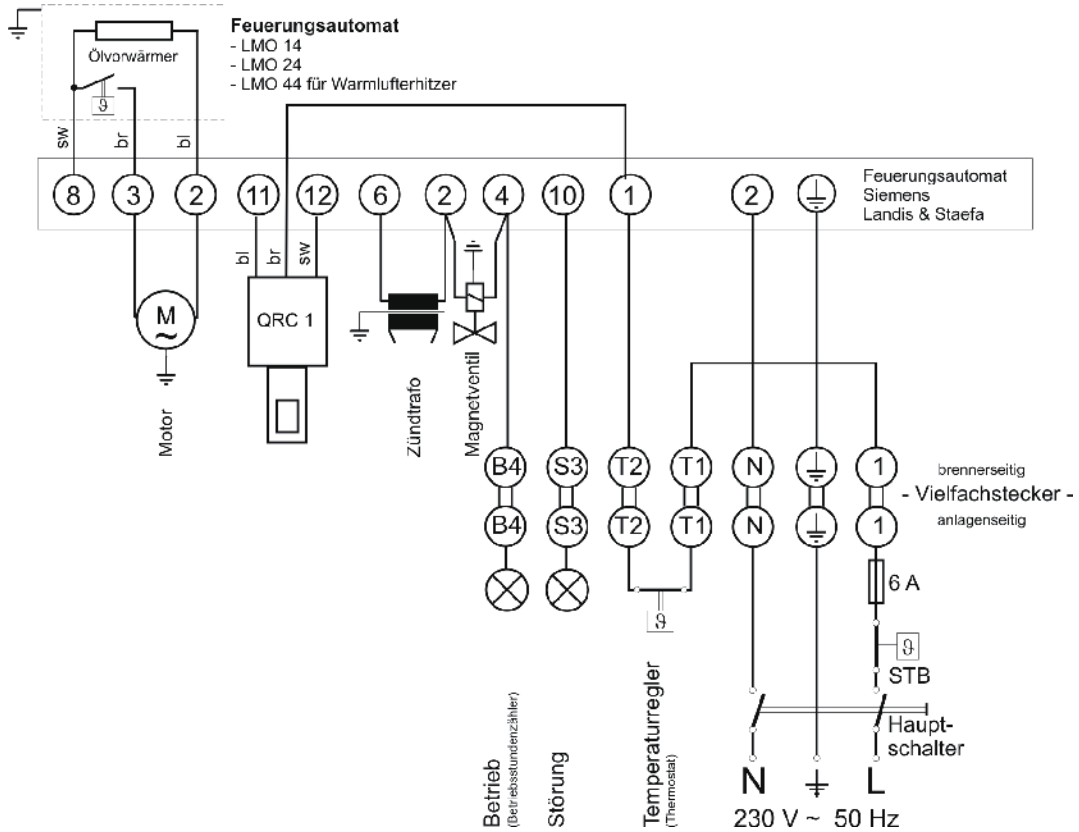 Feuerungsautomat
- LMO 14
- LMO 24
- LMO 44 für Warmlufterhitzer
Ölvorwärmer
ϑ
sw
br
bl
8
3
2
11
12
6
2
4
10
1
2
Feuerungsautomat
Siemens
Landis & Staefa
bl
br
sw
M
~
QRC 1
Motor
Zündtrafo
Magnetventil
B4
S3
T2
T1
N
1
brennerseitig
- Vielfachstecker -
anlagenseitig
B4
S3
T2
T1
N
1
6 A
ϑ
ϑ
STB
Haupt-
schalter
Betrieb
(Betriebsstundenzähler)
Störung
Temperaturregler
(Thermostat)
N
L
230 V ~ 50 Hz